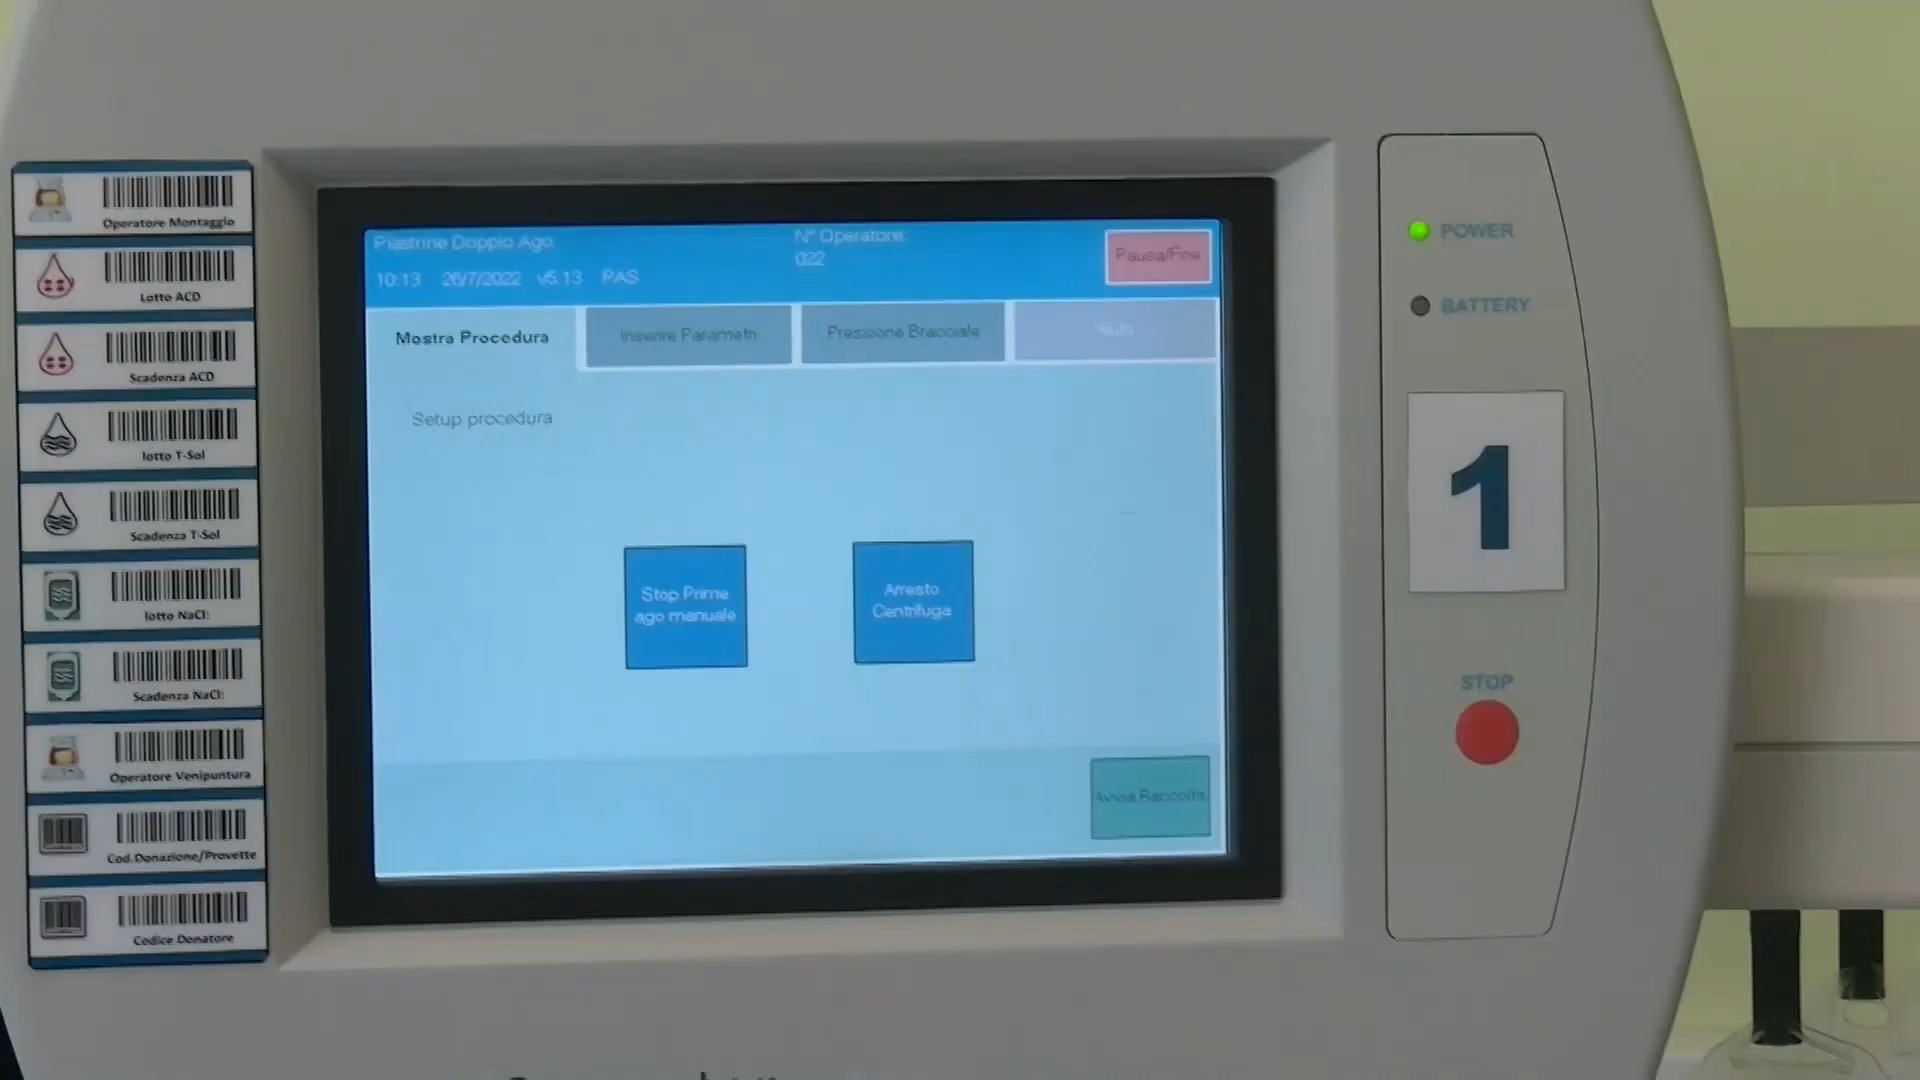 Operatore Montaggio
Lotto ACD
Scadenza ACD
lotto T-Sol
Scadenza T-Sol
lotto NaCl:
Scadenza NaCl:
Operatore Venipuntura
Cod.Donazione/Provette
Codice Donatore
Piastrine Doppio Ago
N° Operatore:
022
10:13 26/7/2022 v5.13 PAS
Pausa/Fine
Mostra Procedura
Inserire Parametri
Pressione Bracciale
Aiuto
Setup procedura
Stop Prime
ago manuale
Arresto
Centrifuga
Avvia Raccolta
POWER
BATTERY
1
STOP